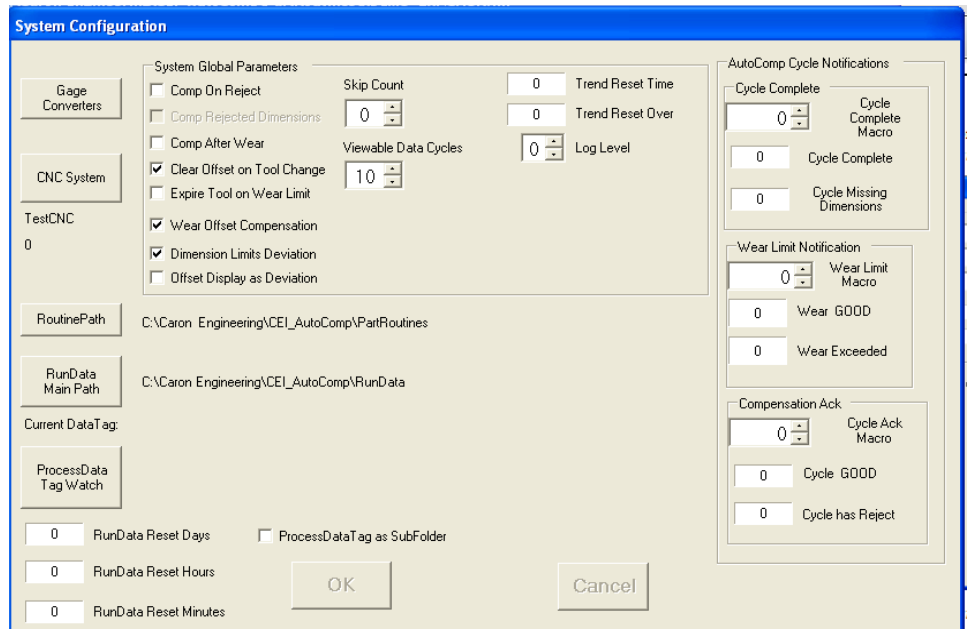 System Configuration
Gage
Converters
CNC System
TestCNC
0
System Global Parameters
Comp On Reject
Comp Rejected Dimensions
Comp After Wear
Clear Offset on Tool Change
Expire Tool on Wear Limit
Wear Offset Compensation
Dimension Limits Deviation
Offset Display as Deviation
Skip Count
0
Viewable Data Cycles
10
0 Trend Reset Time
0 Trend Reset Over
0 Log Level
RoutinePath C:\Caron Engineering\CEI_AutoComp\PartRoutines
RunData
Main Path
C:\Caron Engineering\CEI_AutoComp\RunData
Current DataTag:
ProcessData
Tag Watch
0 RunData Reset Days
ProcessDataTag as SubFolder
0 RunData Reset Hours
0 RunData Reset Minutes
OK
Cancel
AutoComp Cycle Notifications
Cycle Complete
0
Cycle
Complete
Macro
0 Cycle Complete
0
Cycle Missing
Dimensions
Wear Limit Notification
0
Wear Limit
Macro
0 Wear GOOD
0 Wear Exceeded
Compensation Ack
0
Cycle Ack
Macro
0 Cycle GOOD
0 Cycle has Reject